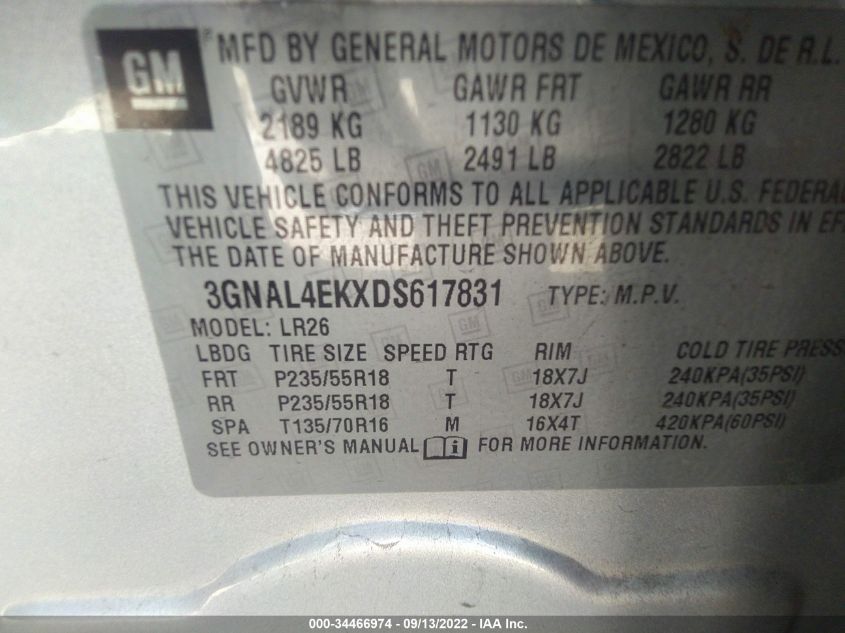 GM ® MFD BY GENERAL MOTORS DE MEXICO, S. DE R.L.
GVWR GAWR FRT GAWR RR
2189 KG 1130 KG 1280 KG
4825 LB 2491 LB 2822 LB
THIS VEHICLE CONFORMS TO ALL APPLICABLE U.S. FEDERAL
VEHICLE SAFETY AND THEFT PREVENTION STANDARDS IN EF
THE DATE OF MANUFACTURE SHOWN ABOVE.
3GNAL4EKXDS617831 TYPE: M.P.V.
MODEL: LR26
LBDG TIRE SIZE SPEED RTG RIM COLD TIRE PRESS
FRT P235/55R18 T 18X7J 240KPA(35PSI)
RR P235/55R18 T 18X7J 240KPA(35PSI)
SPA T135/70R16 M 16X4T 420KPA(60PSI)
SEE OWNER'S MANUAL i FOR MORE INFORMATION.
000-34466974 - 09/13/2022 - IAA Inc.